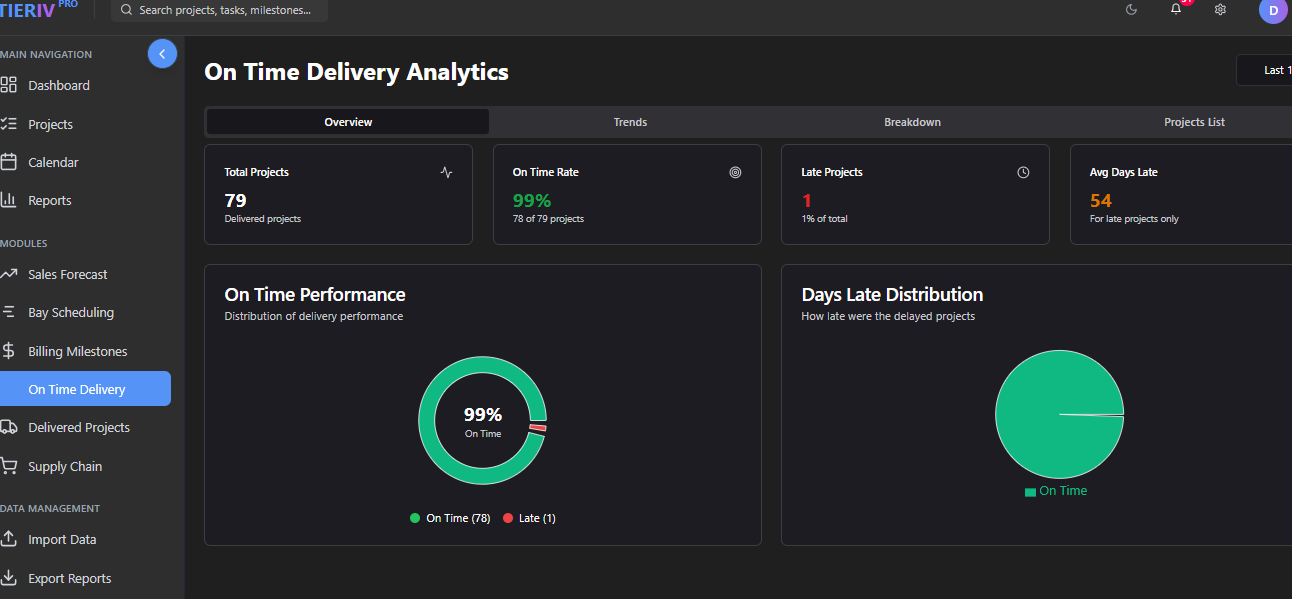 TIERIV PRO
Search projects, tasks, milestones...
D
MAIN NAVIGATION
Dashboard
Projects
Calendar
Reports
MODULES
Sales Forecast
Bay Scheduling
Billing Milestones
On Time Delivery
Delivered Projects
Supply Chain
DATA MANAGEMENT
Import Data
Export Reports
On Time Delivery Analytics
Last 1
Overview
Trends
Breakdown
Projects List
Total Projects
79
Delivered projects
On Time Rate
99%
78 of 79 projects
Late Projects
1
1% of total
Avg Days Late
54
For late projects only
On Time Performance
Distribution of delivery performance
99%
On Time
On Time (78)
Late (1)
Days Late Distribution
How late were the delayed projects
On Time